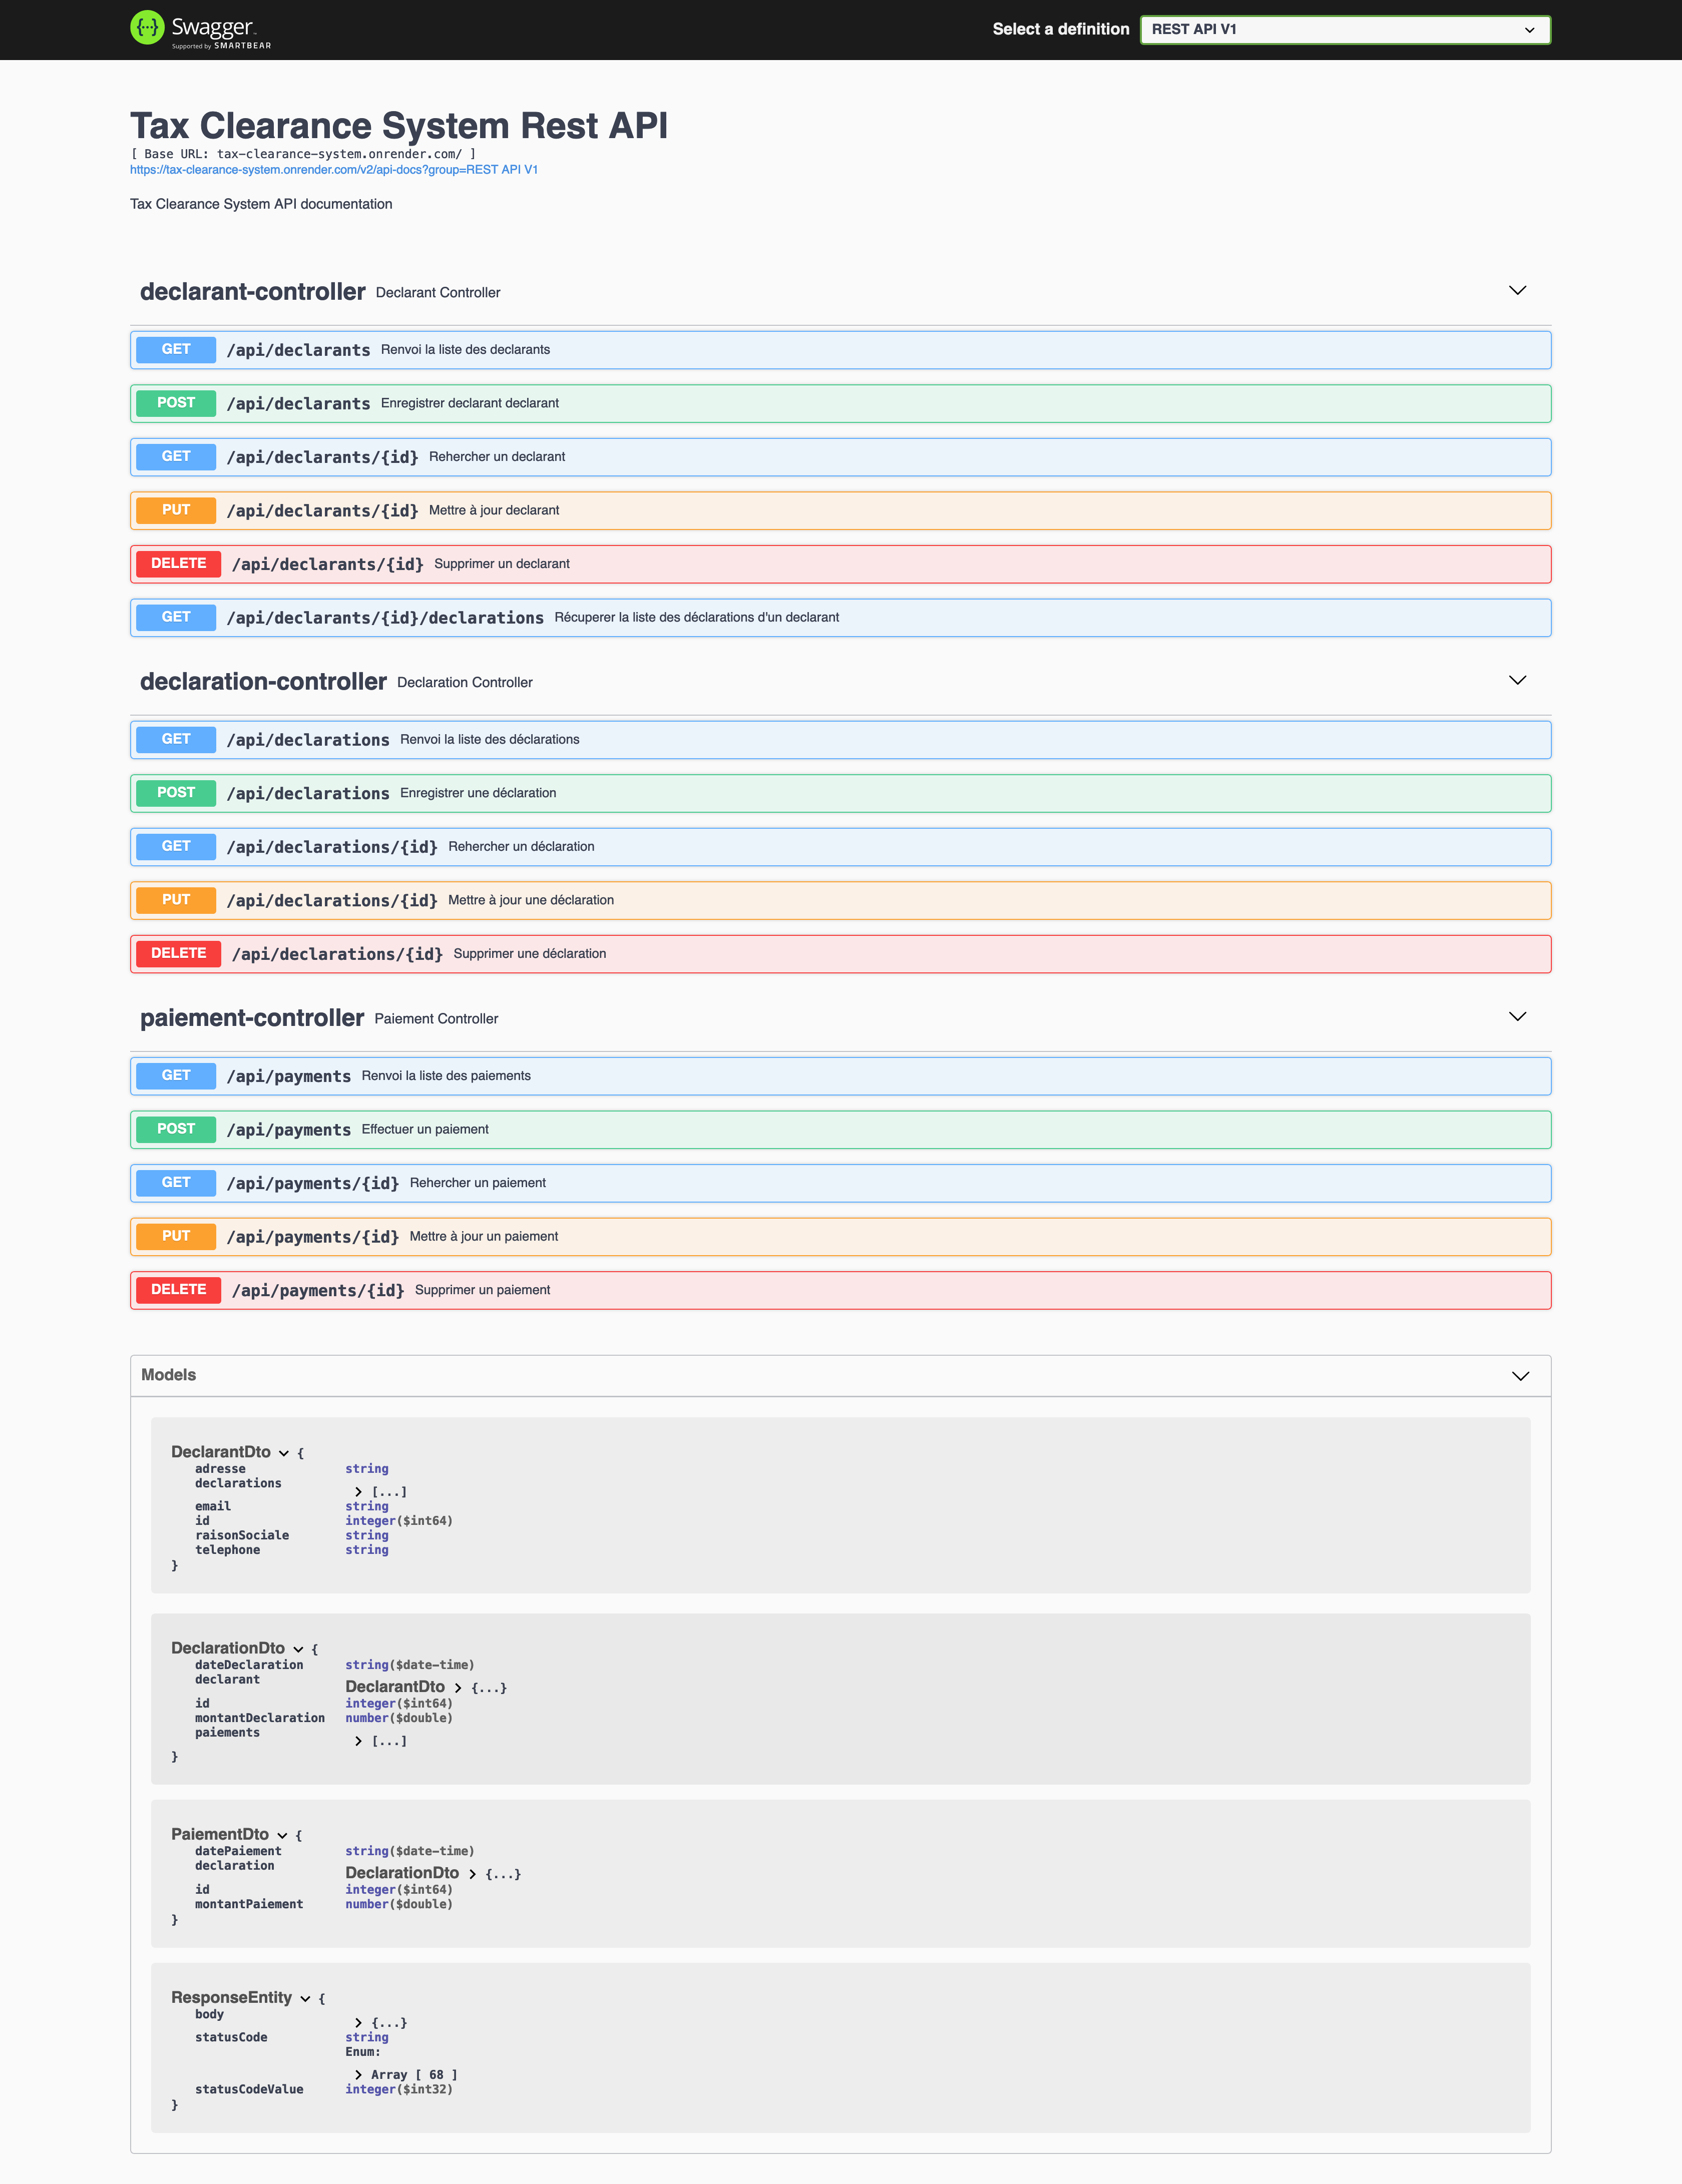 Swagger
Supported by SMARTBEAR
Select a definition
REST API V1
Tax Clearance System Rest API
[ Base URL: tax-clearance-system.onrender.com/ ]
https://tax-clearance-system.onrender.com/v2/api-docs?group=REST API V1
Tax Clearance System API documentation
declarant-controller Declarant Controller
GET /api/declarants Renvoi la liste des declarants
POST /api/declarants Enregistrer declarant declarant
GET /api/declarants/{id} Rehercher un declarant
PUT /api/declarants/{id} Mettre à jour declarant
DELETE /api/declarants/{id} Supprimer un declarant
GET /api/declarants/{id}/declarations Récuperer la liste des déclarations d'un declarant
declaration-controller Declaration Controller
GET /api/declarations Renvoi la liste des déclarations
POST /api/declarations Enregistrer une déclaration
GET /api/declarations/{id} Rehercher un déclaration
PUT /api/declarations/{id} Mettre à jour une déclaration
DELETE /api/declarations/{id} Supprimer une déclaration
paiement-controller Paiement Controller
GET /api/payments Renvoi la liste des paiements
POST /api/payments Effectuer un paiement
GET /api/payments/{id} Rehercher un paiement
PUT /api/payments/{id} Mettre à jour un paiement
DELETE /api/payments/{id} Supprimer un paiement
Models
DeclarantDto {
adresse string
declarations
[...]
email string
id integer($int64)
raisonSociale string
telephone string
}
DeclarationDto {
dateDeclaration string($date-time)
declarant
DeclarantDto {...}
id integer($int64)
montantDeclaration number($double)
paiements
[...]
}
PaiementDto {
datePaiement string($date-time)
declaration
DeclarationDto {...}
id integer($int64)
montantPaiement number($double)
}
ResponseEntity {
body
{...}
statusCode string
Enum:
Array [ 68 ]
statusCodeValue integer($int32)
}